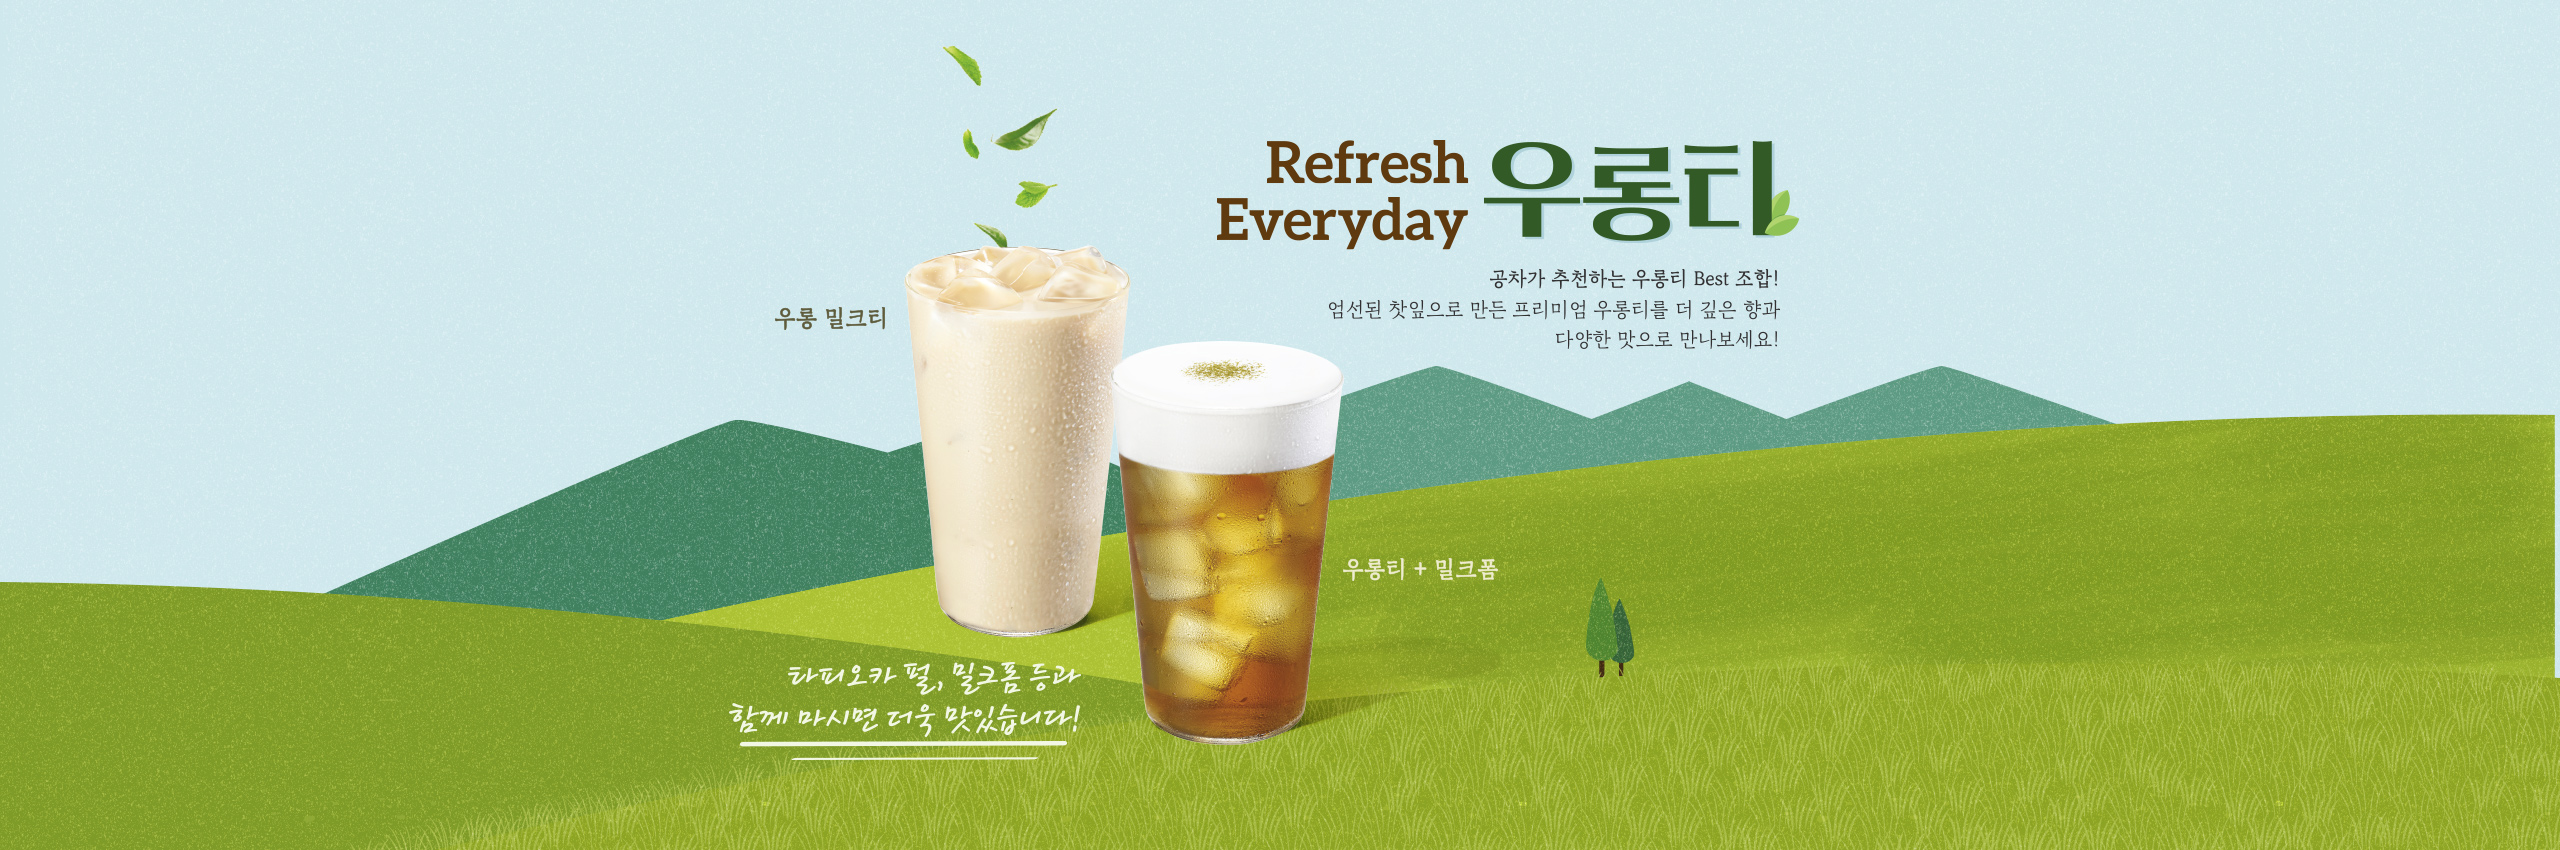 Refresh
Everyday
우롱티
공차가 추천하는 우롱티 Best 조합!
엄선된 찻잎으로 만든 프리미엄 우롱티를 더 깊은 향과
다양한 맛으로 만나보세요!
우롱 밀크티
우롱티 + 밀크폼
타피오카 펄, 밀크폼 등과
함께 마시면 더욱 맛있습니다!